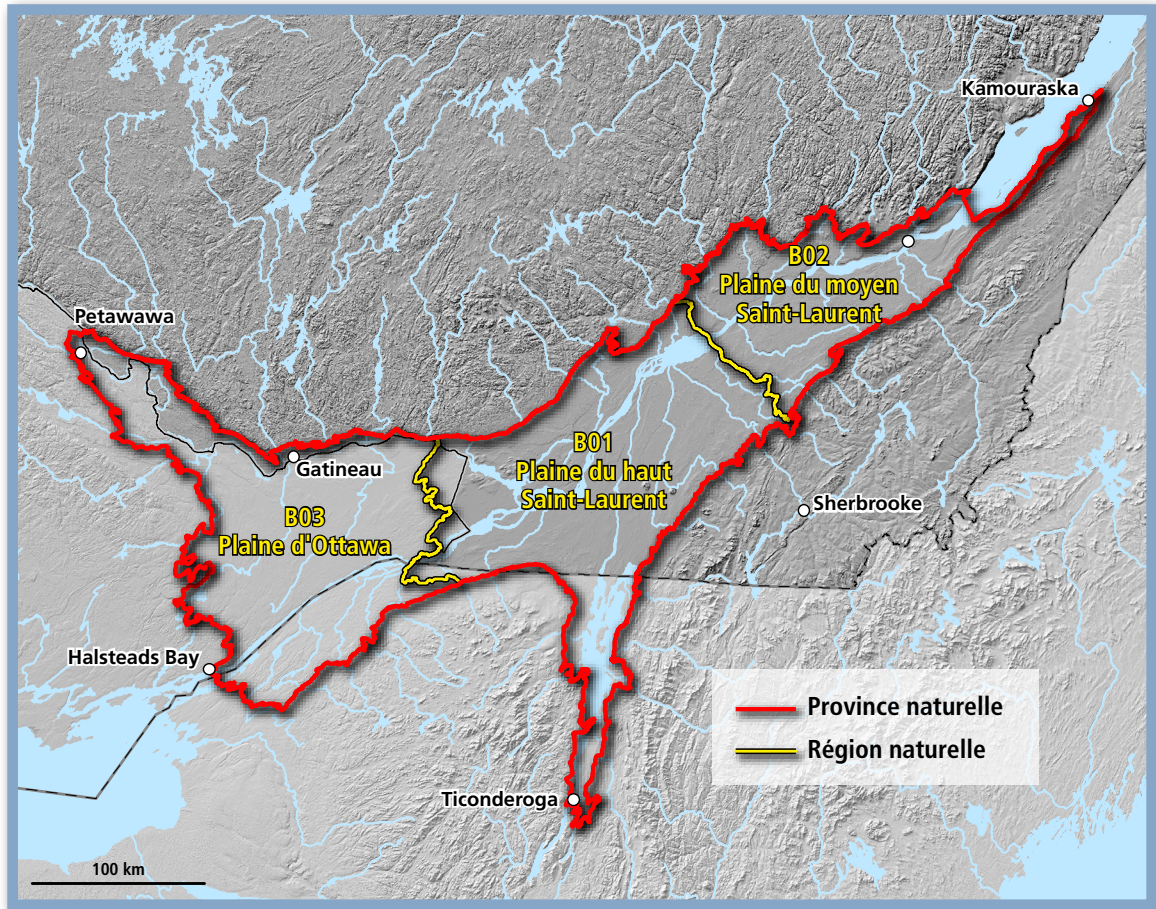 Kamouraska
B02
Plaine du moyen
Saint-Laurent
Petawawa
B01
Plaine du haut
Saint-Laurent
Gatineau
Sherbrooke
B03
Plaine d'Ottawa
Halsteads Bay
Province naturelle
Région naturelle
Ticonderoga
100 km